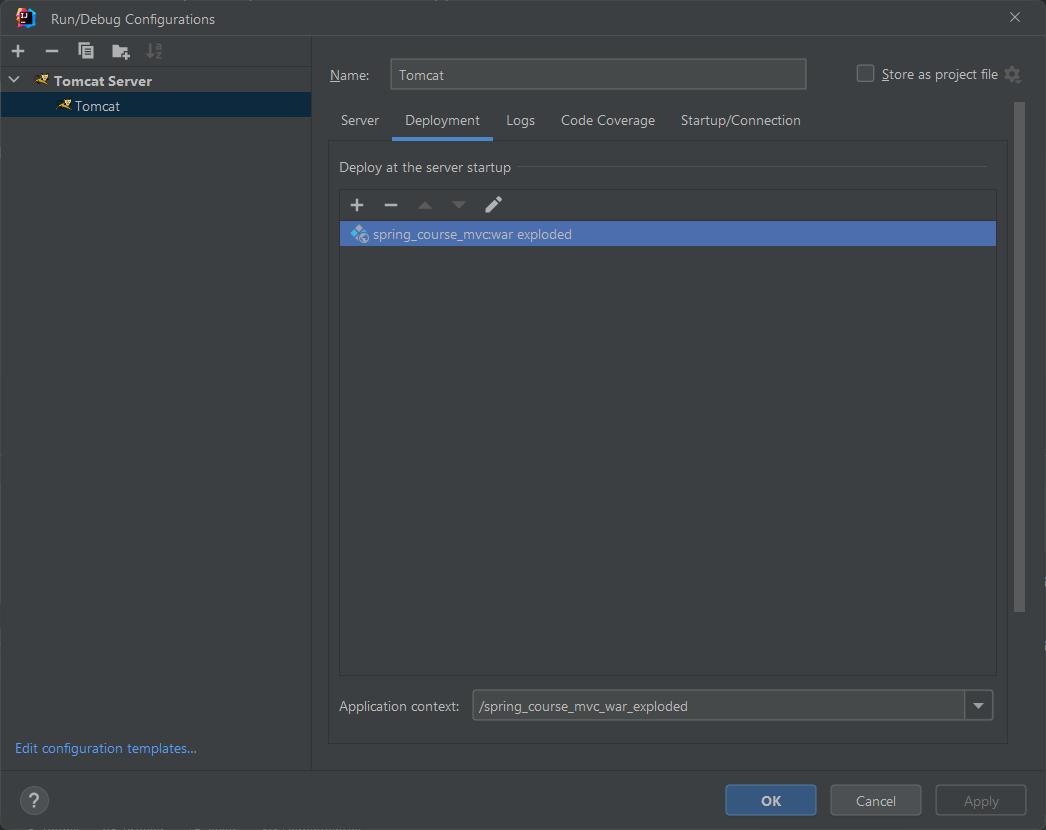 Run/Debug Configurations
Tomcat Server
Tomcat
Name: Tomcat Store as project file
Server Deployment Logs Code Coverage Startup/Connection
Deploy at the server startup
spring_course_mvc:war exploded
Application context: /spring_course_mvc_war_exploded
Edit configuration templates...
? OK Cancel Apply